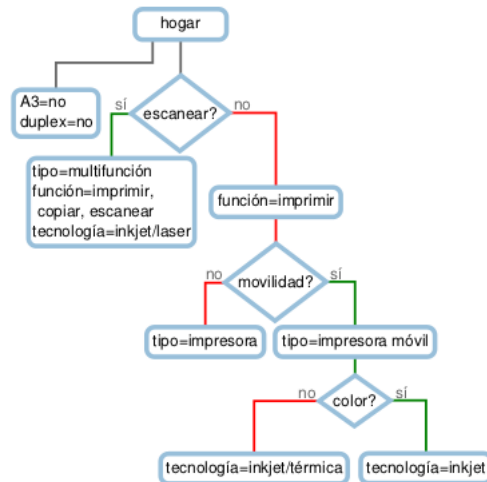 hogar
A3=no
duplex=no
sí
escanear?
no
tipo=multifunción
función=imprimir,
copiar, escanear
tecnología=inkjet/laser
función=imprimir
no
movilidad?
sí
tipo=impresora
tipo=impresora móvil
no
color?
sí
tecnología=inkjet/térmica
tecnología=inkjet